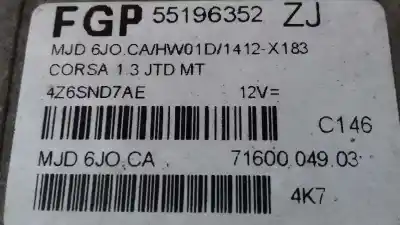 FGP 55196352 ZJ
MJD 6JO.CA/HW01D/1412-X183
CORSA 1.3 JTD MT
4Z6SND7AE 12V=
C146
MJD 6JO.CA 71600.049.03
4K7